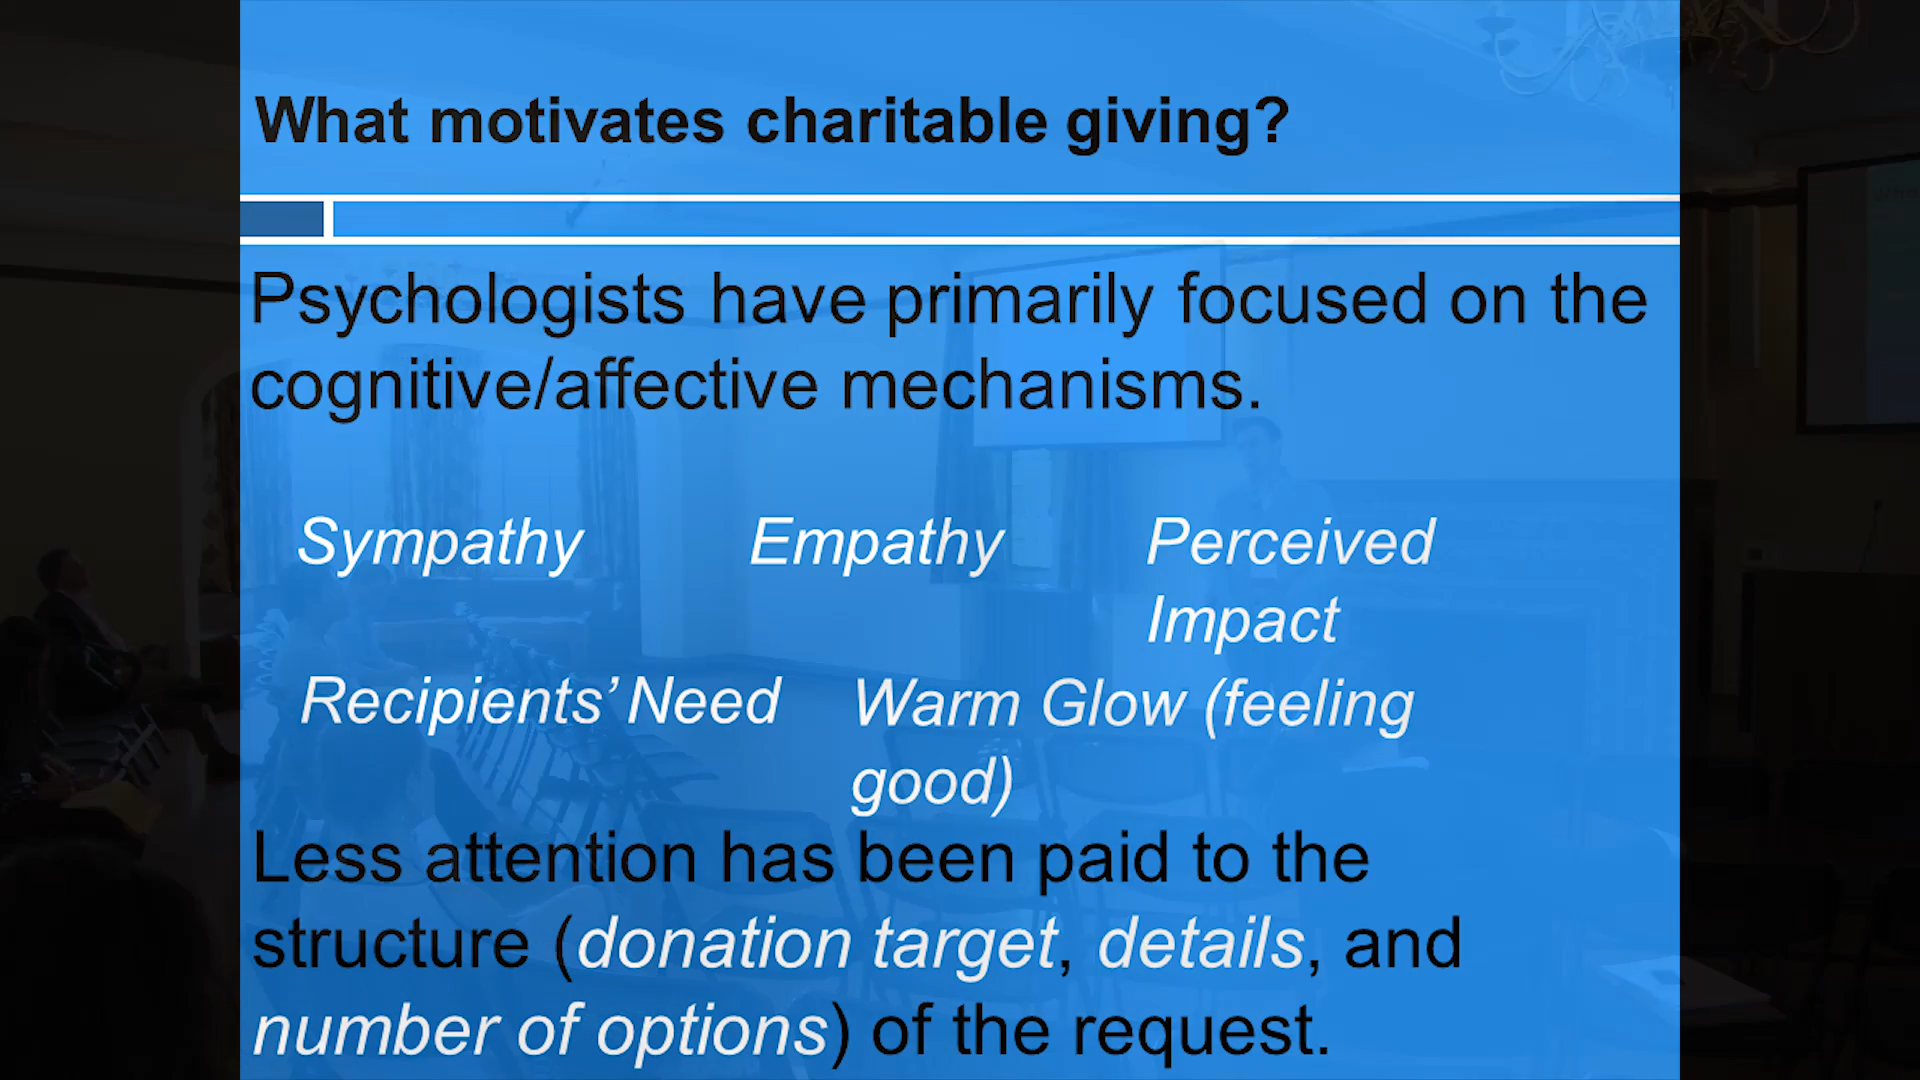 What motivates charitable giving?
Psychologists have primarily focused on the
cognitive/affective mechanisms.
Sympathy Empathy Perceived
Impact
Recipients’ Need Warm Glow (feeling
good)
Less attention has been paid to the
structure (donation target, details, and
number of options) of the request.